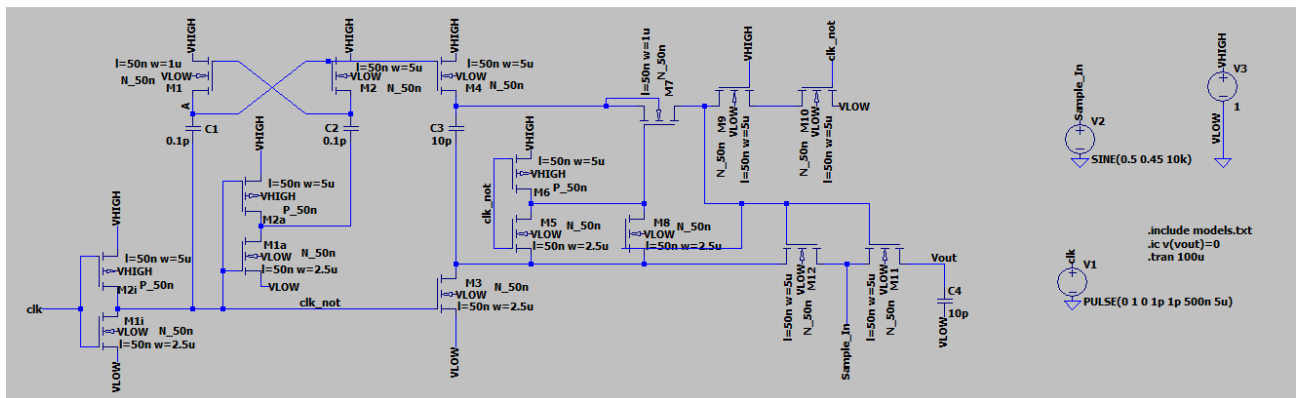 VHIGH
l=50n w=1u
VLOW
N_50n
M1
A
C1
0.1p
VHIGH
l=50n w=5u
VLOW
M2
N_50n
C2
0.1p
VHIGH
l=50n w=5u
VLOW
N_50n
M4
C3
10p
VHIGH
l=50n w=5u
VHIGH
P_50n
M2a
M1a
N_50n
VLOW
l=50n w=2.5u
VLOW
VHIGH
l=50n w=5u
VHIGH
P_50n
M2i
clk
M1i
VLOW
N_50n
l=50n w=2.5u
VLOW
clk_not
M3
N_50n
VLOW
l=50n w=2.5u
VLOW
VHIGH
l=50n w=5u
VHIGH
M6
P_50n
clk_not
M5
N_50n
VLOW
l=50n w=2.5u
M8
N_50n
VLOW
l=50n w=2.5u
l=50n w=1u
N_50n
M7
VHIGH
M9
VLOW
N_50n
l=50n w=5u
clk_not
M10
VLOW
N_50n
l=50n w=5u
VLOW
M12
VLOW
N_50n
l=50n w=5u
M11
VLOW
N_50n
l=50n w=5u
Sample_In
Vout
C4
10p
VLOW
Sample_In
V2
SINE(0.5 0.45 10k)
VHIGH
V3
1
VLOW
clk
V1
PULSE(0 1 0 1p 1p 500n 5u)
.include models.txt
.ic v(vout)=0
.tran 100u